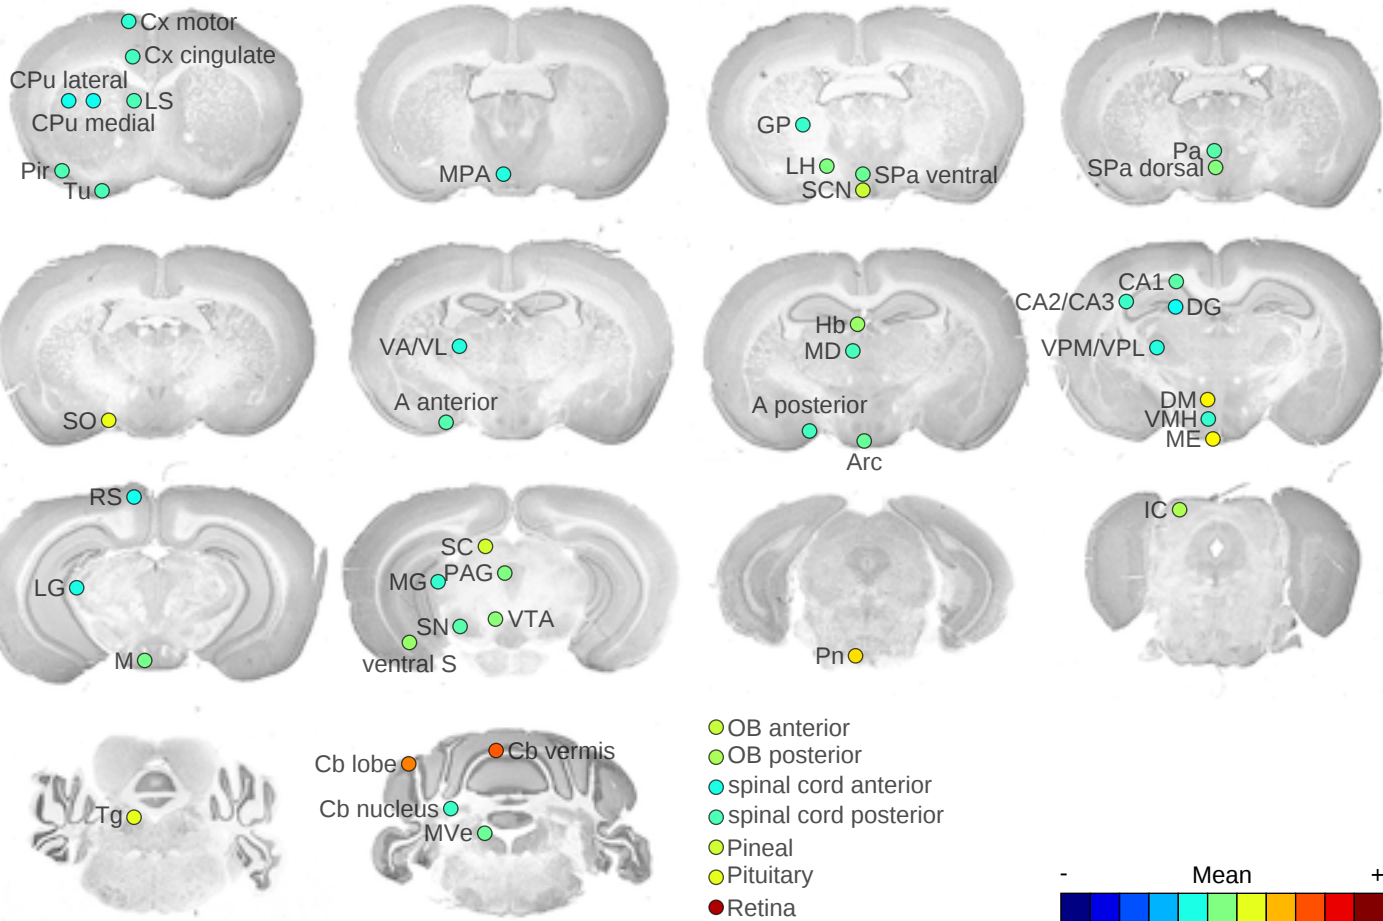 Cx motor
Cx cingulate
CPu lateral
LS
CPu medial
Pir
Tu
MPA
GP
LH
SPa ventral
SCN
Pa
SPa dorsal
SO
VA/VL
A anterior
Hb
MD
A posterior
Arc
CA1
CA2/CA3
DG
VPM/VPL
DM
VMH
ME
RS
LG
M
SC
MG
PAG
SN
VTA
ventral S
Pn
IC
Tg
Cb lobe
Cb vermis
Cb nucleus
MVe
OB anterior
OB posterior
spinal cord anterior
spinal cord posterior
Pineal
Pituitary
Retina
- Mean +